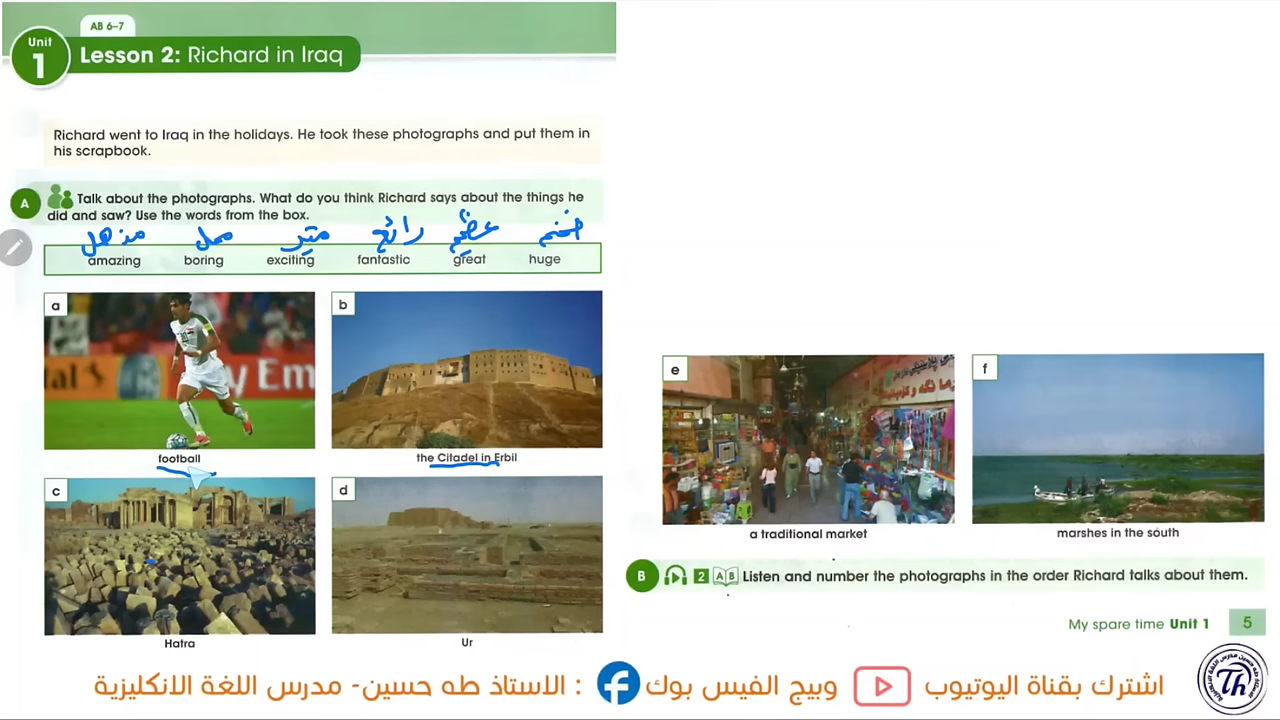 AB 6–7
Unit
1
Lesson 2: Richard in Iraq
Richard went to Iraq in the holidays. He took these photographs and put them in
his scrapbook.
A
Talk about the photographs. What do you think Richard says about the things he
did and saw? Use the words from the box.
مذهل ممل مثير رائع عظيم ضخم
amazing boring exciting fantastic great huge
a
b
football
the Citadel in Erbil
c
d
Hatra
Ur
e
f
a traditional market
marshes in the south
B
2 AB Listen and number the photographs in the order Richard talks about them.
My spare time Unit 1 5
اشترك بقناة اليوتيوب وبيج الفيس بوك : الاستاذ طه حسين- مدرس اللغة الانكليزية
Th